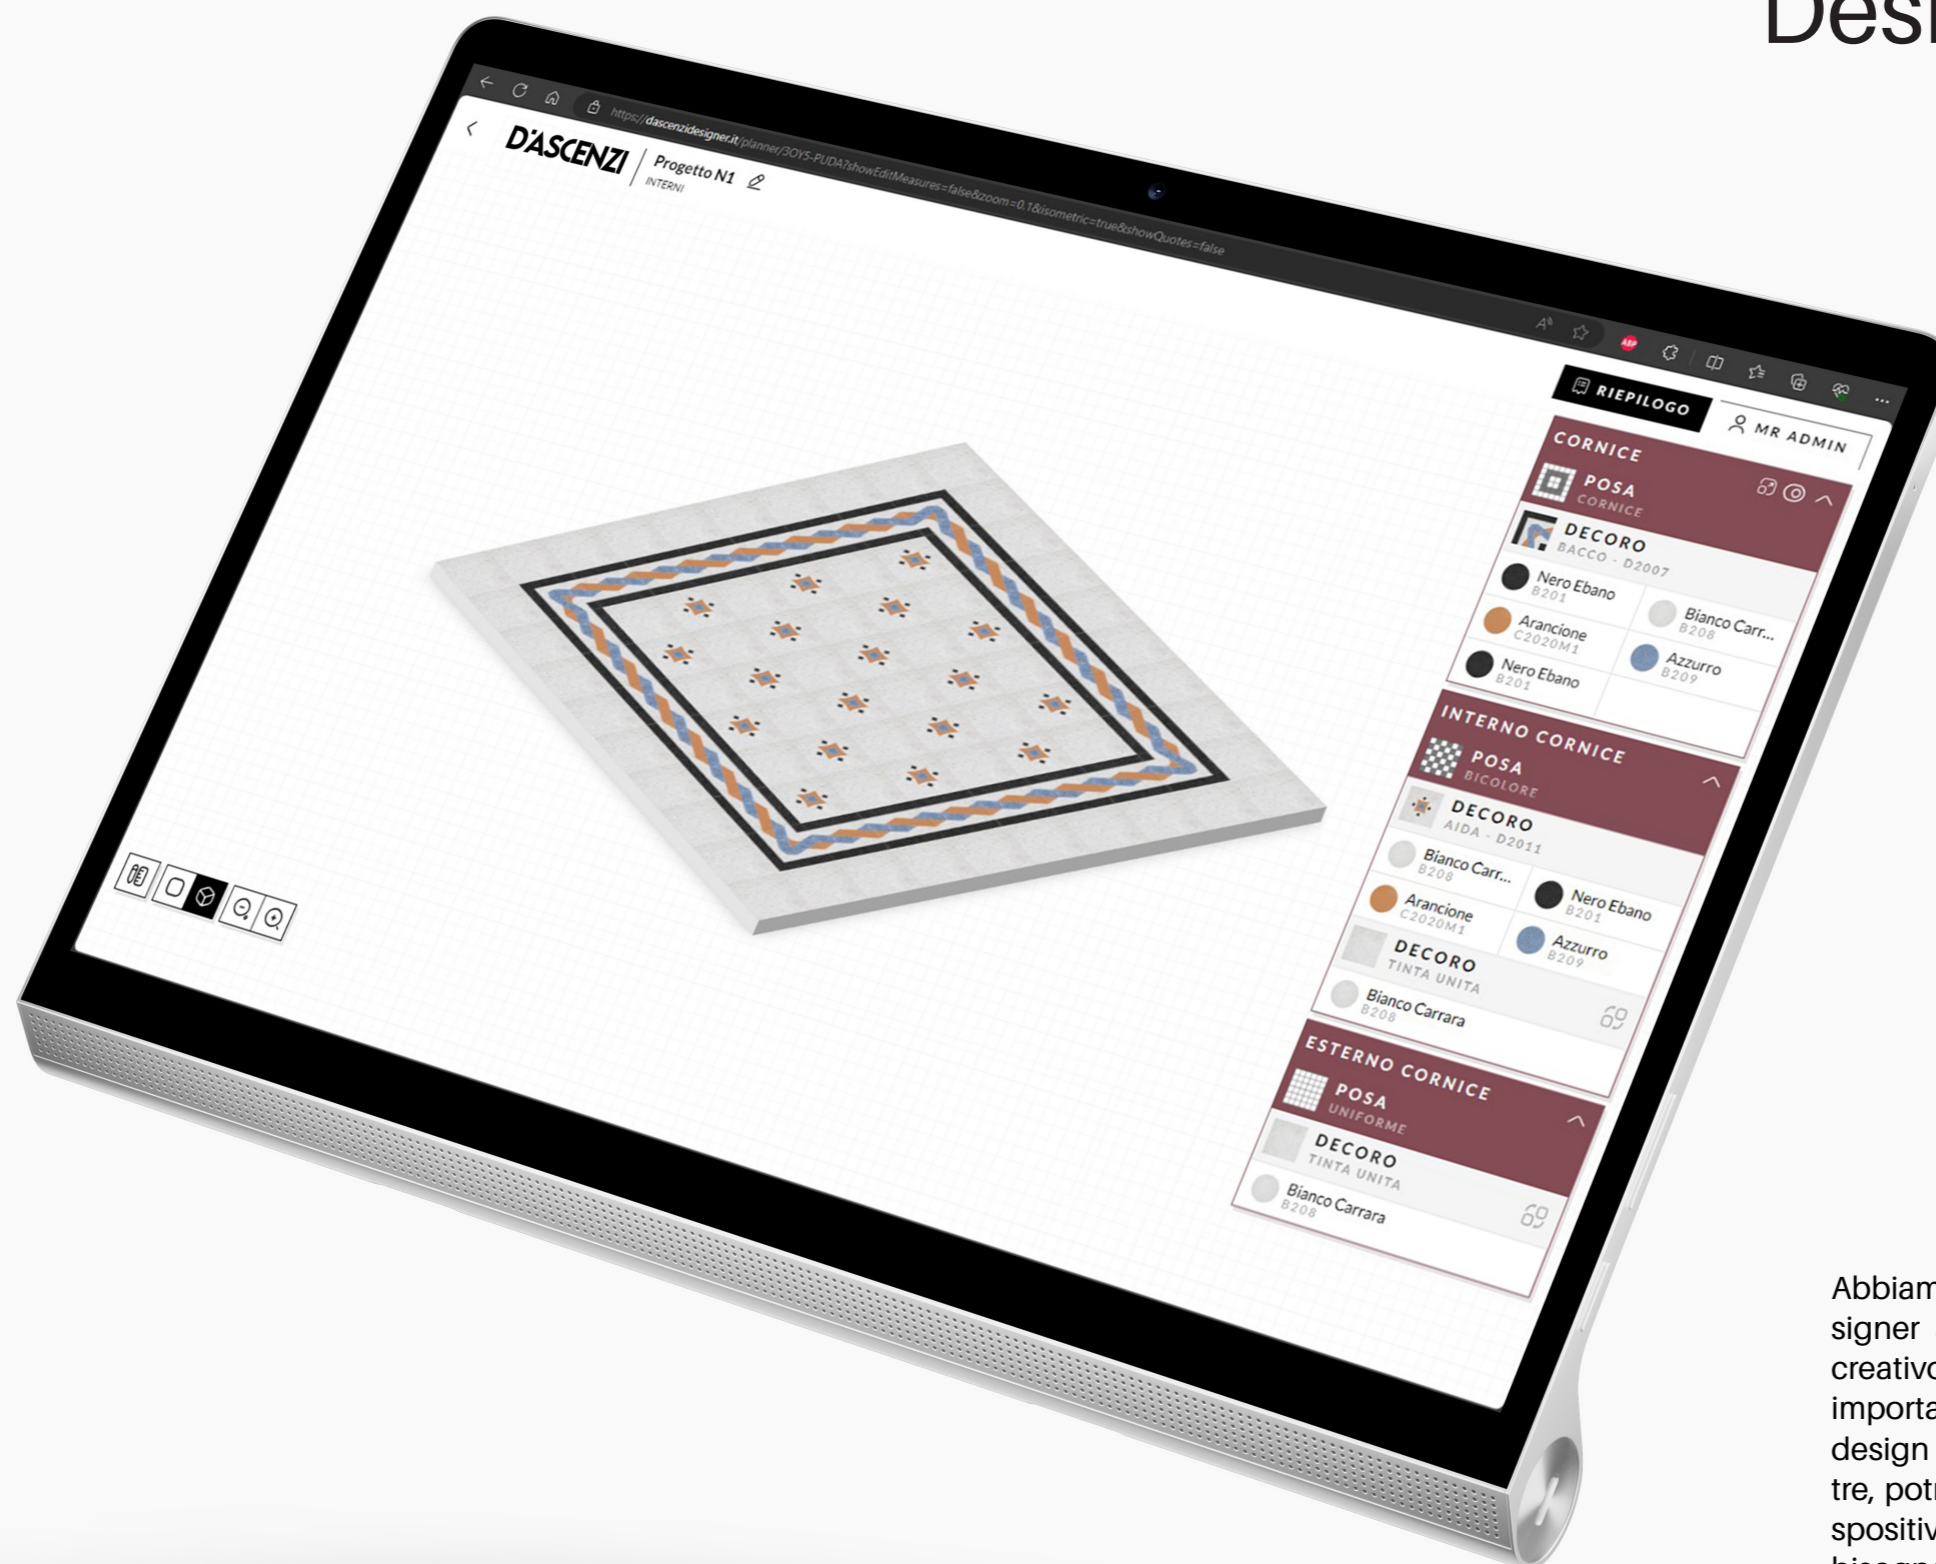 Desi
https://dascenzidesigner.it/planner/3OY5-PUDA?showEditMeasures=false&zoom=0.1&isometric=true&showQuotes=false
ABP
D'ASCENZI
Progetto N1
INTERNI
RIEPILOGO
MR ADMIN
CORNICE
POSA
CORNICE
DECORO
BACCO - D2007
Nero Ebano
B201
Bianco Carr...
B208
Arancione
C2020M1
Azzurro
B209
Nero Ebano
B201
INTERNO CORNICE
POSA
BICOLORE
DECORO
AIDA - D2011
Bianco Carr...
B208
Nero Ebano
B201
Arancione
C2020M1
Azzurro
B209
DECORO
TINTA UNITA
Bianco Carrara
B208
ESTERNO CORNICE
POSA
UNIFORME
DECORO
TINTA UNITA
Bianco Carrara
B208
Abbiam
signer
creativo
importa
design
tre, potr
spositiv